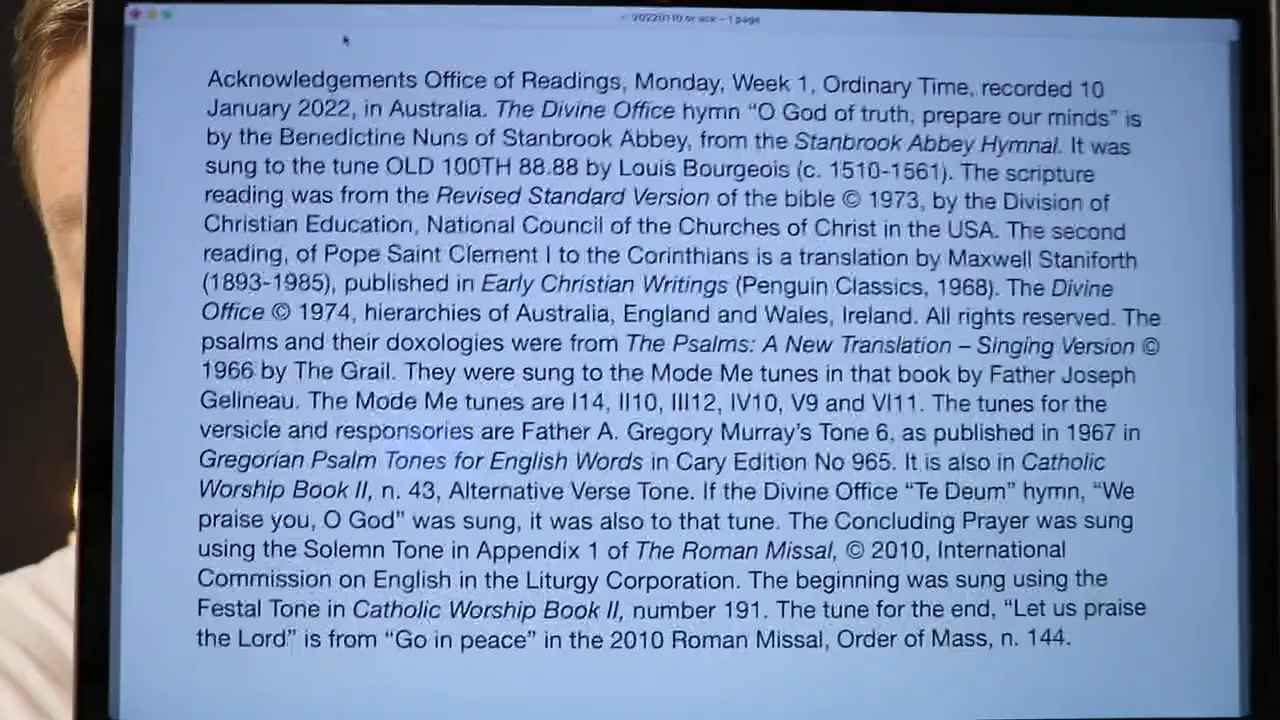 20220110 or ack – 1 page
Acknowledgements Office of Readings, Monday, Week 1, Ordinary Time, recorded 10
January 2022, in Australia. The Divine Office hymn “O God of truth, prepare our minds” is
by the Benedictine Nuns of Stanbrook Abbey, from the Stanbrook Abbey Hymnal. It was
sung to the tune OLD 100TH 88.88 by Louis Bourgeois (c. 1510-1561). The scripture
reading was from the Revised Standard Version of the bible © 1973, by the Division of
Christian Education, National Council of the Churches of Christ in the USA. The second
reading, of Pope Saint Clement I to the Corinthians is a translation by Maxwell Staniforth
(1893-1985), published in Early Christian Writings (Penguin Classics, 1968). The Divine
Office © 1974, hierarchies of Australia, England and Wales, Ireland. All rights reserved. The
psalms and their doxologies were from The Psalms: A New Translation – Singing Version ©
1966 by The Grail. They were sung to the Mode Me tunes in that book by Father Joseph
Gelineau. The Mode Me tunes are I14, II10, III12, IV10, V9 and VI11. The tunes for the
versicle and responsories are Father A. Gregory Murray’s Tone 6, as published in 1967 in
Gregorian Psalm Tones for English Words in Cary Edition No 965. It is also in Catholic
Worship Book II, n. 43, Alternative Verse Tone. If the Divine Office “Te Deum” hymn, “We
praise you, O God” was sung, it was also to that tune. The Concluding Prayer was sung
using the Solemn Tone in Appendix 1 of The Roman Missal, © 2010, International
Commission on English in the Liturgy Corporation. The beginning was sung using the
Festal Tone in Catholic Worship Book II, number 191. The tune for the end, “Let us praise
the Lord” is from “Go in peace” in the 2010 Roman Missal, Order of Mass, n. 144.